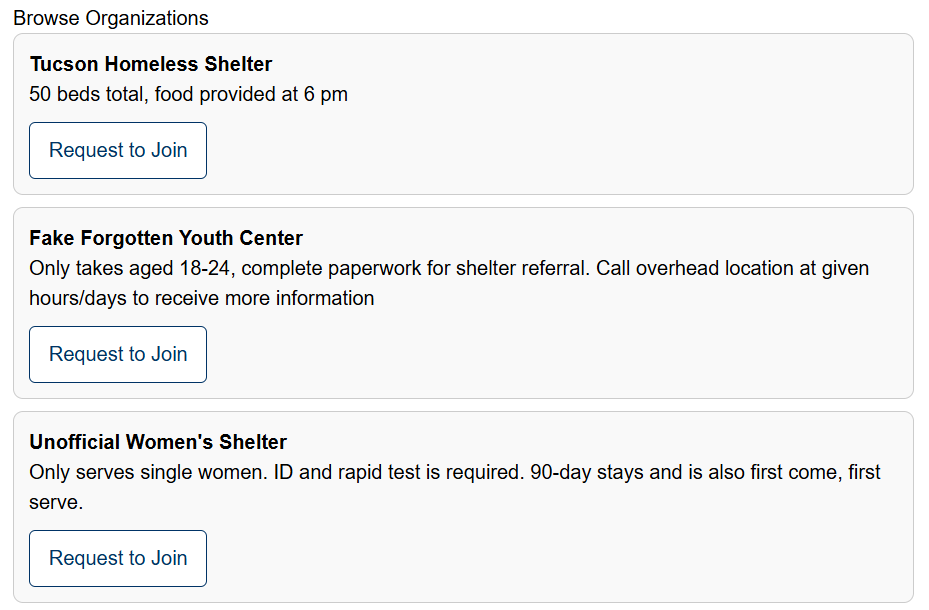 Browse Organizations
Tucson Homeless Shelter
50 beds total, food provided at 6 pm
Request to Join
Fake Forgotten Youth Center
Only takes aged 18-24, complete paperwork for shelter referral. Call overhead location at given
hours/days to receive more information
Request to Join
Unofficial Women's Shelter
Only serves single women. ID and rapid test is required. 90-day stays and is also first come, first
serve.
Request to Join